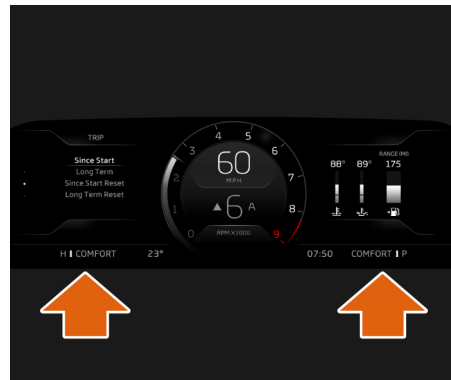 TRIP
Since Start
Long Term
Since Start Reset
Long Term Reset
0
1
2
3
4
5
6
7
8
9
60
MPH
6 A
RPM X1000
RANGE (MI)
88° 89° 175
H COMFORT 23° 07:50 COMFORT P